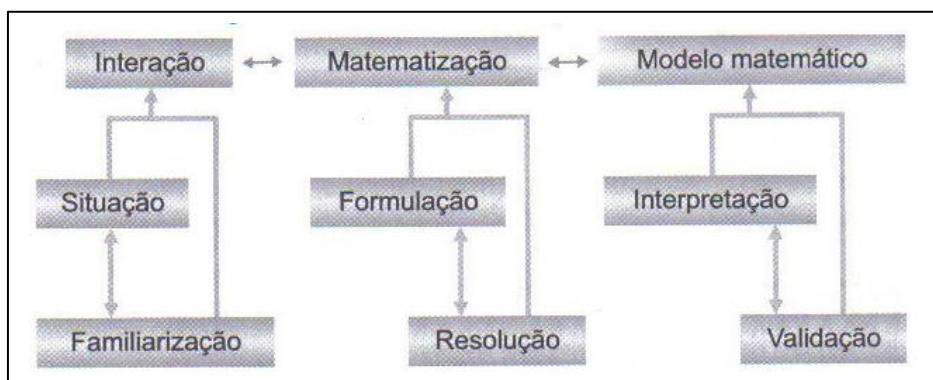 Interação
Matematização
Modelo matemático
Situação
Formulação
Interpretação
Familiarização
Resolução
Validação